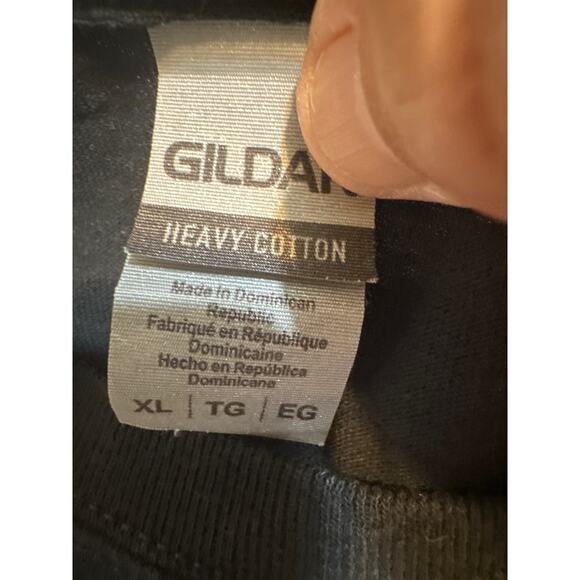 GILDAN
HEAVY COTTON
Made in Dominican
Republic
Fabriqué en République
Dominicaine
Hecho en República
Dominicana
XL | TG | EG